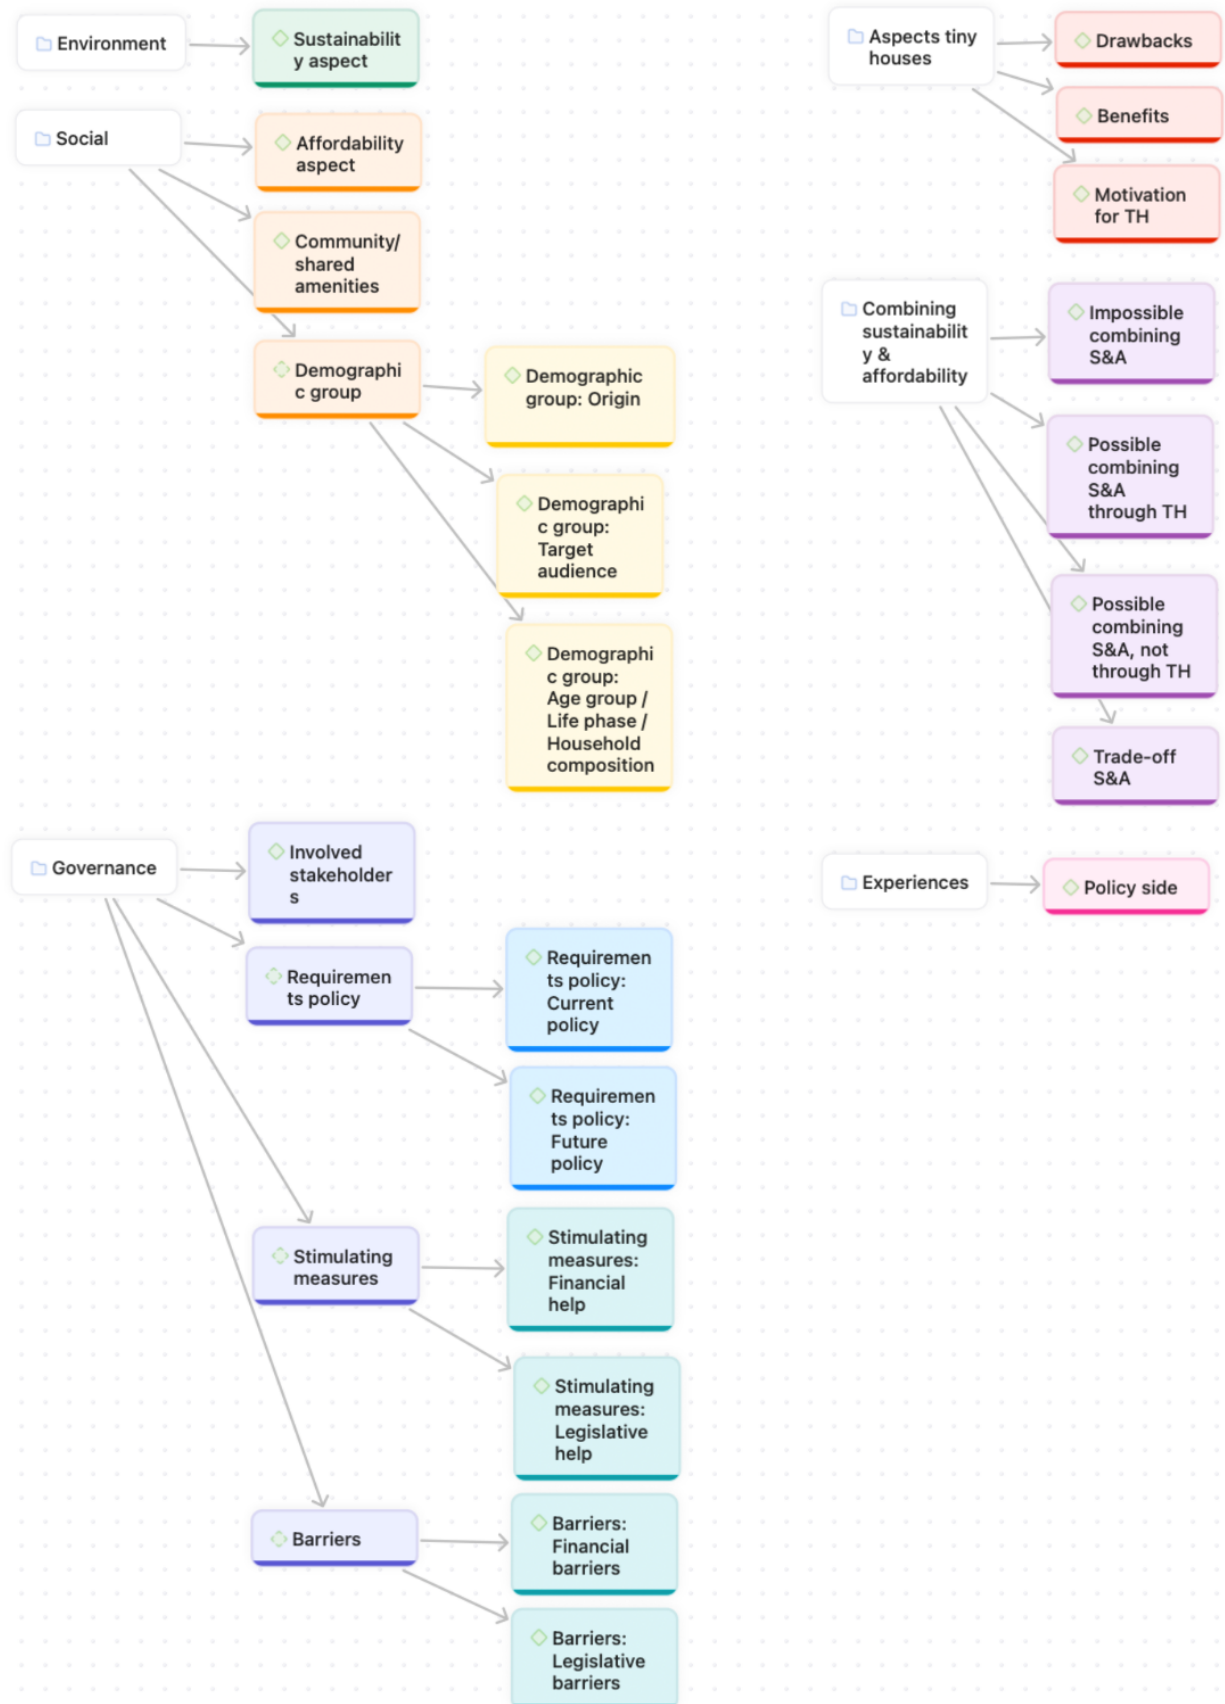 Environment
Sustainabilit
y aspect
Social
Affordability
aspect
Community/
shared
amenities
Demographi
c group
Demographic
group: Origin
Demographi
c group:
Target
audience
Demographi
c group:
Age group /
Life phase /
Household
composition
Governance
Involved
stakeholder
s
Requiremen
ts policy
Requiremen
ts policy:
Current
policy
Requiremen
ts policy:
Future
policy
Stimulating
measures
Stimulating
measures:
Financial
help
Stimulating
measures:
Legislative
help
Barriers
Barriers:
Financial
barriers
Barriers:
Legislative
barriers
Aspects tiny
houses
Drawbacks
Benefits
Motivation
for TH
Combining
sustainabilit
y &
affordability
Impossible
combining
S&A
Possible
combining
S&A
through TH
Possible
combining
S&A, not
through TH
Trade-off
S&A
Experiences
Policy side